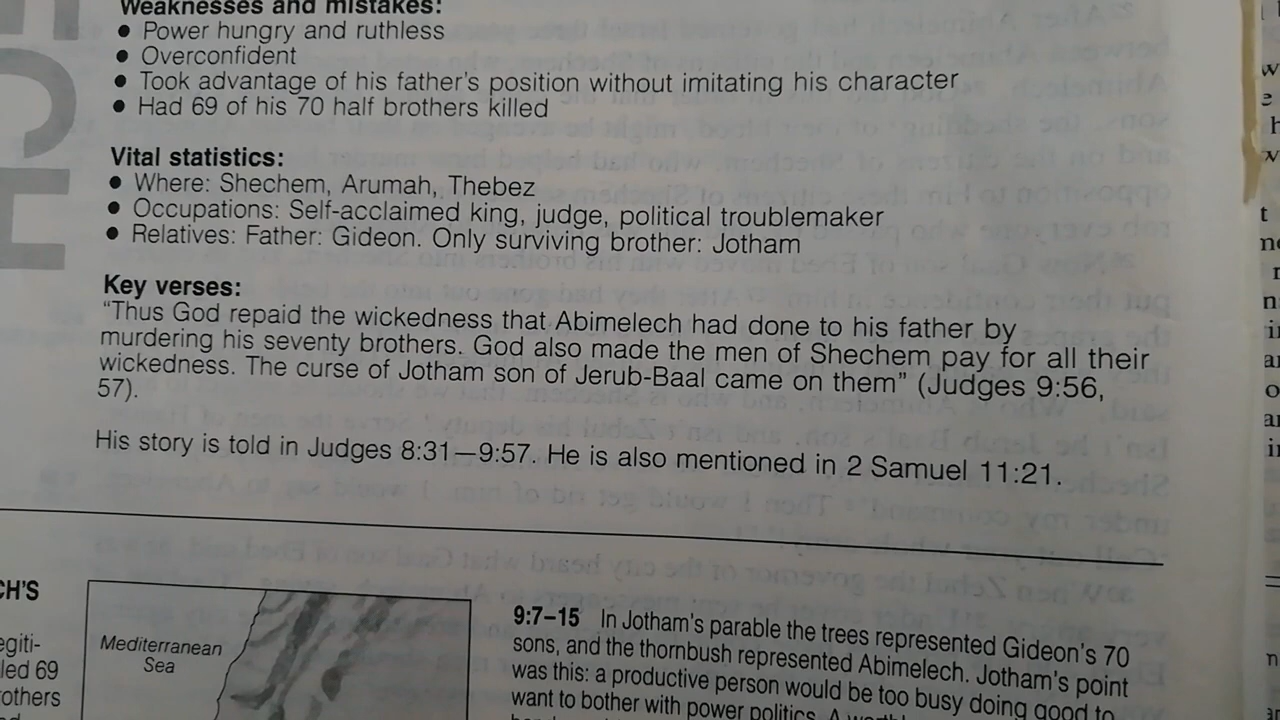 Weaknesses and mistakes:
● Power hungry and ruthless
● Overconfident
● Took advantage of his father's position without imitating his character
● Had 69 of his 70 half brothers killed
Vital statistics:
● Where: Shechem, Arumah, Thebez
● Occupations: Self-acclaimed king, judge, political troublemaker
● Relatives: Father: Gideon. Only surviving brother: Jotham
Key verses:
"Thus God repaid the wickedness that Abimelech had done to his father by
murdering his seventy brothers. God also made the men of Shechem pay for all their
wickedness. The curse of Jotham son of Jerub-Baal came on them" (Judges 9:56,
57).
His story is told in Judges 8:31—9:57. He is also mentioned in 2 Samuel 11:21.
CH'S
egiti-
led 69
rothers
Mediterranean
Sea
9:7–15 In Jotham's parable the trees represented Gideon's 70
sons, and the thornbush represented Abimelech. Jotham's point
was this: a productive person would be too busy doing good to
want to bother with power politics. A